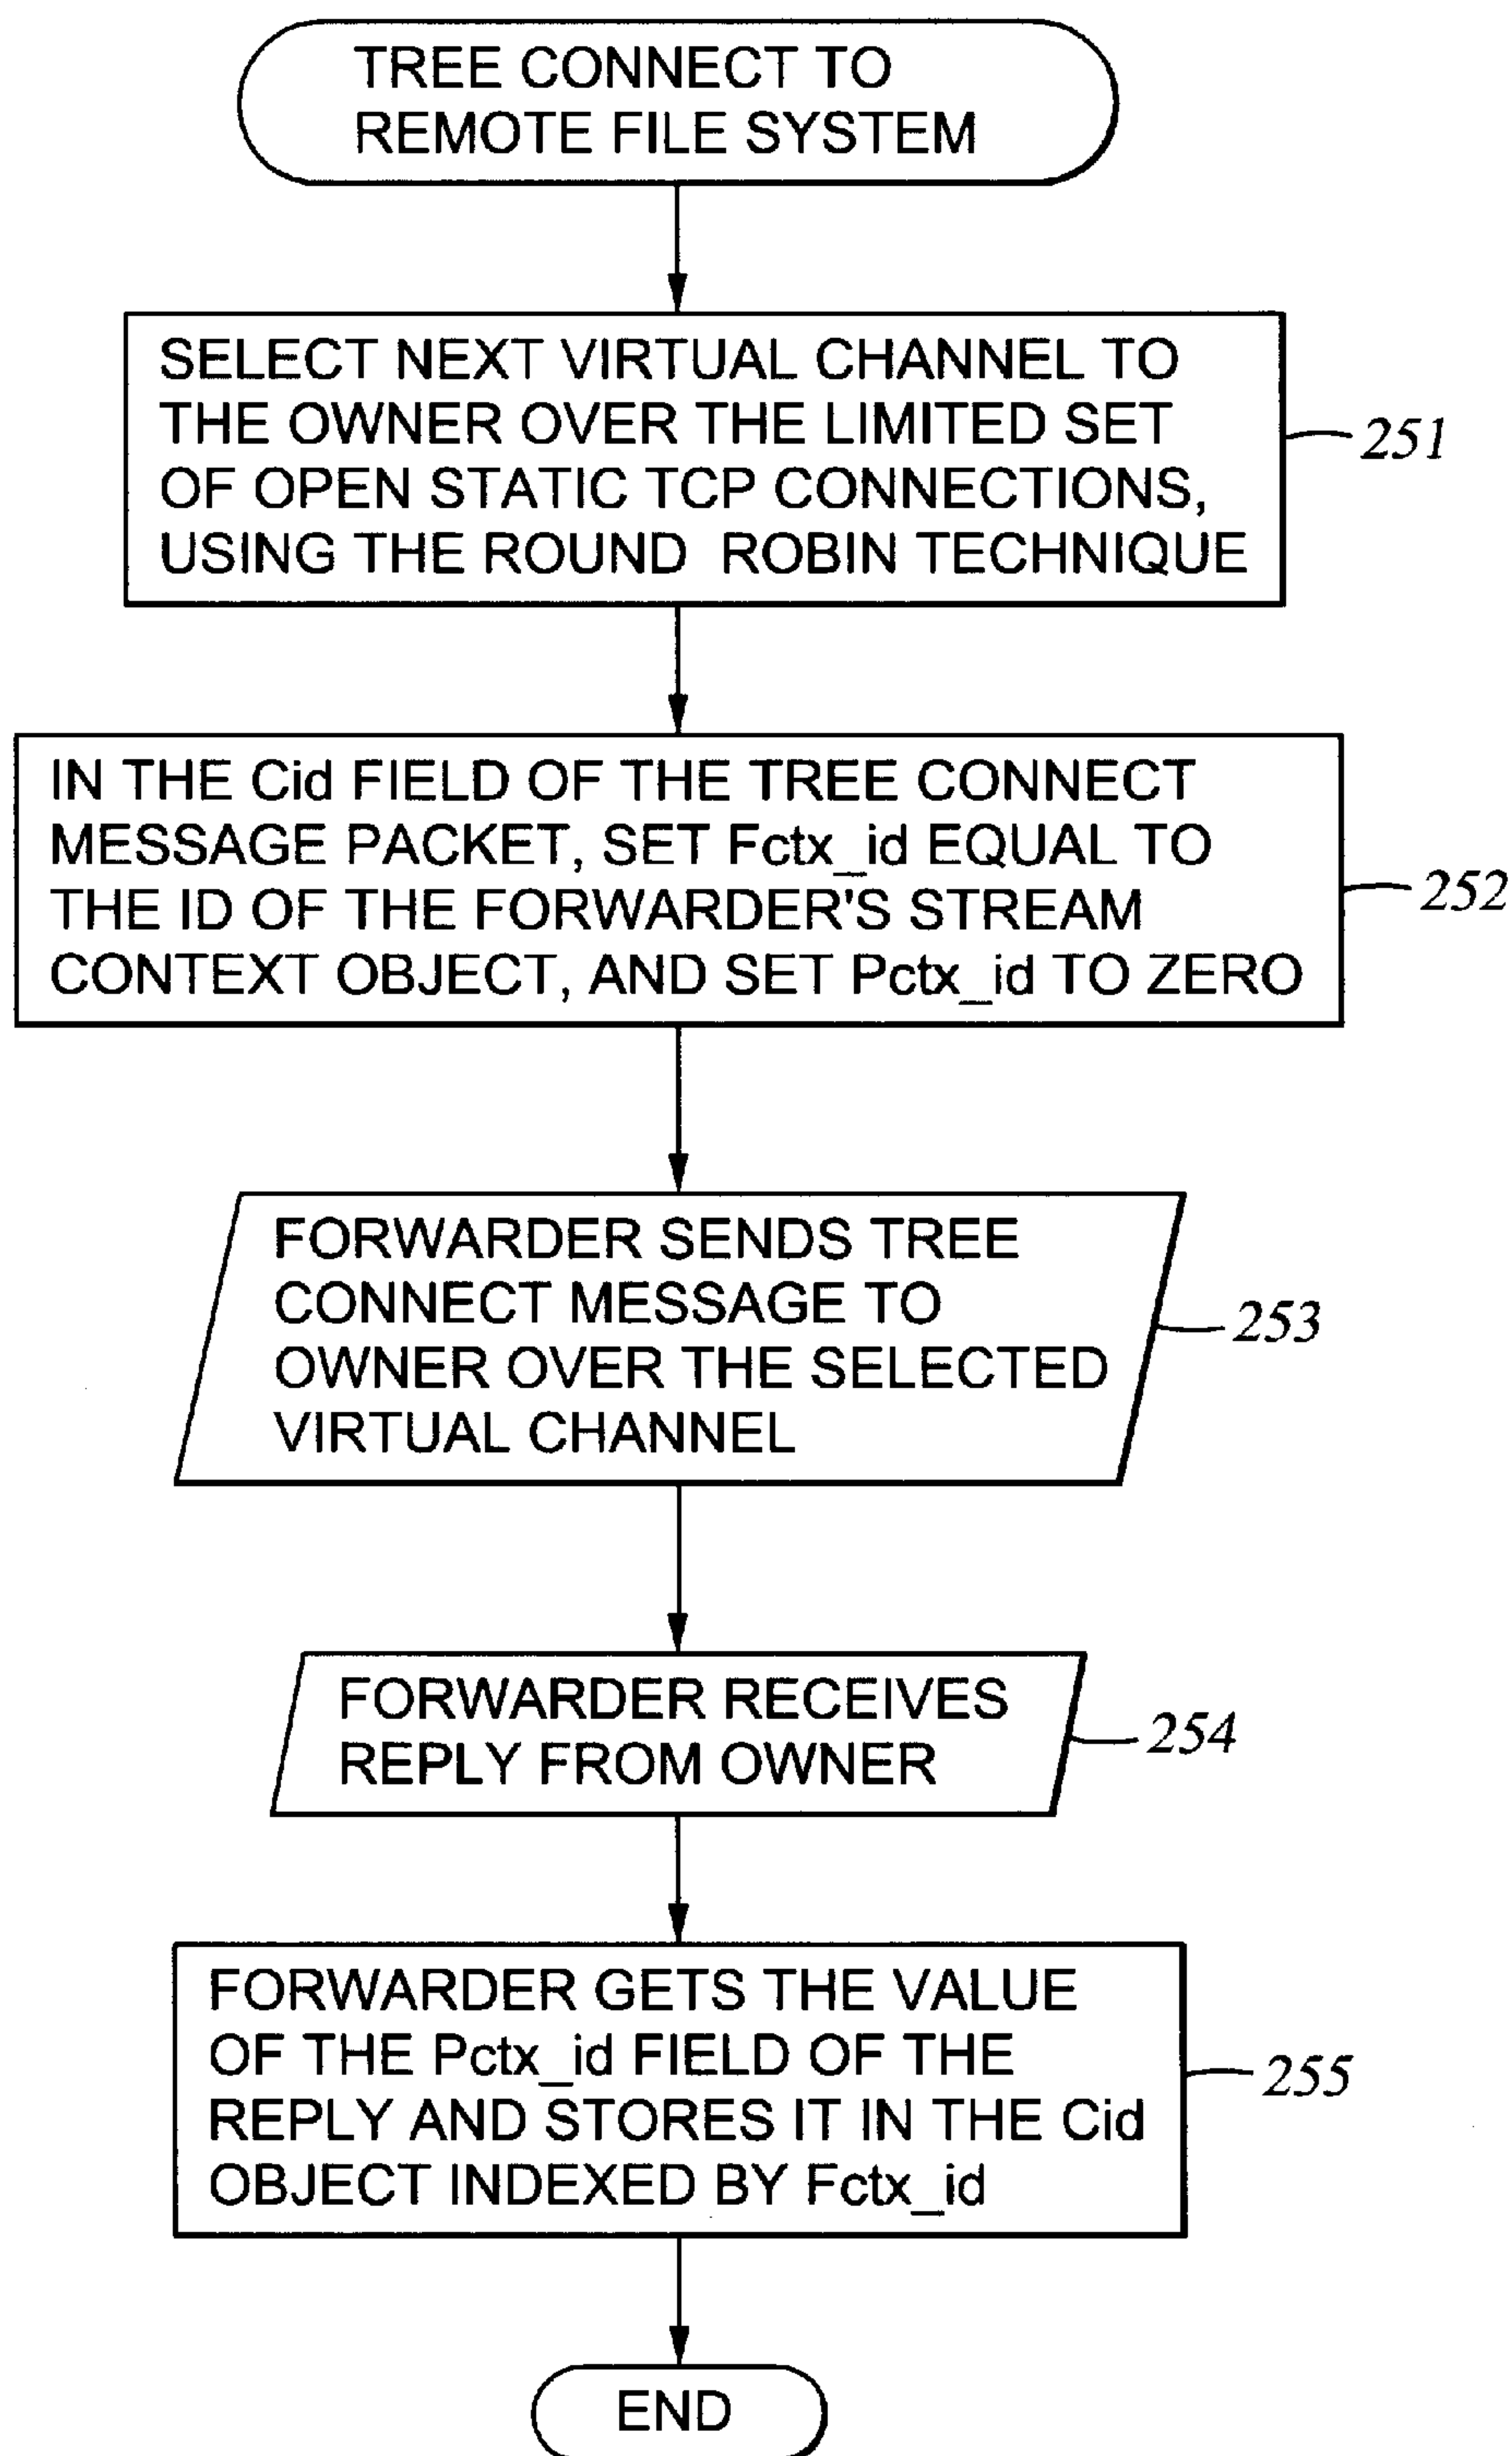 TREE CONNECT TO
REMOTE FILE SYSTEM
SELECT NEXT VIRTUAL CHANNEL TO
THE OWNER OVER THE LIMITED SET
OF OPEN STATIC TCP CONNECTIONS,
USING THE ROUND ROBIN TECHNIQUE
251
IN THE Cid FIELD OF THE TREE CONNECT
MESSAGE PACKET, SET Fctx_id EQUAL TO
THE ID OF THE FORWARDER'S STREAM
CONTEXT OBJECT, AND SET Pctx_id TO ZERO
252
FORWARDER SENDS TREE
CONNECT MESSAGE TO
OWNER OVER THE SELECTED
VIRTUAL CHANNEL
253
FORWARDER RECEIVES
REPLY FROM OWNER
254
FORWARDER GETS THE VALUE
OF THE Pctx_id FIELD OF THE
REPLY AND STORES IT IN THE Cid
OBJECT INDEXED BY Fctx_id
255
END